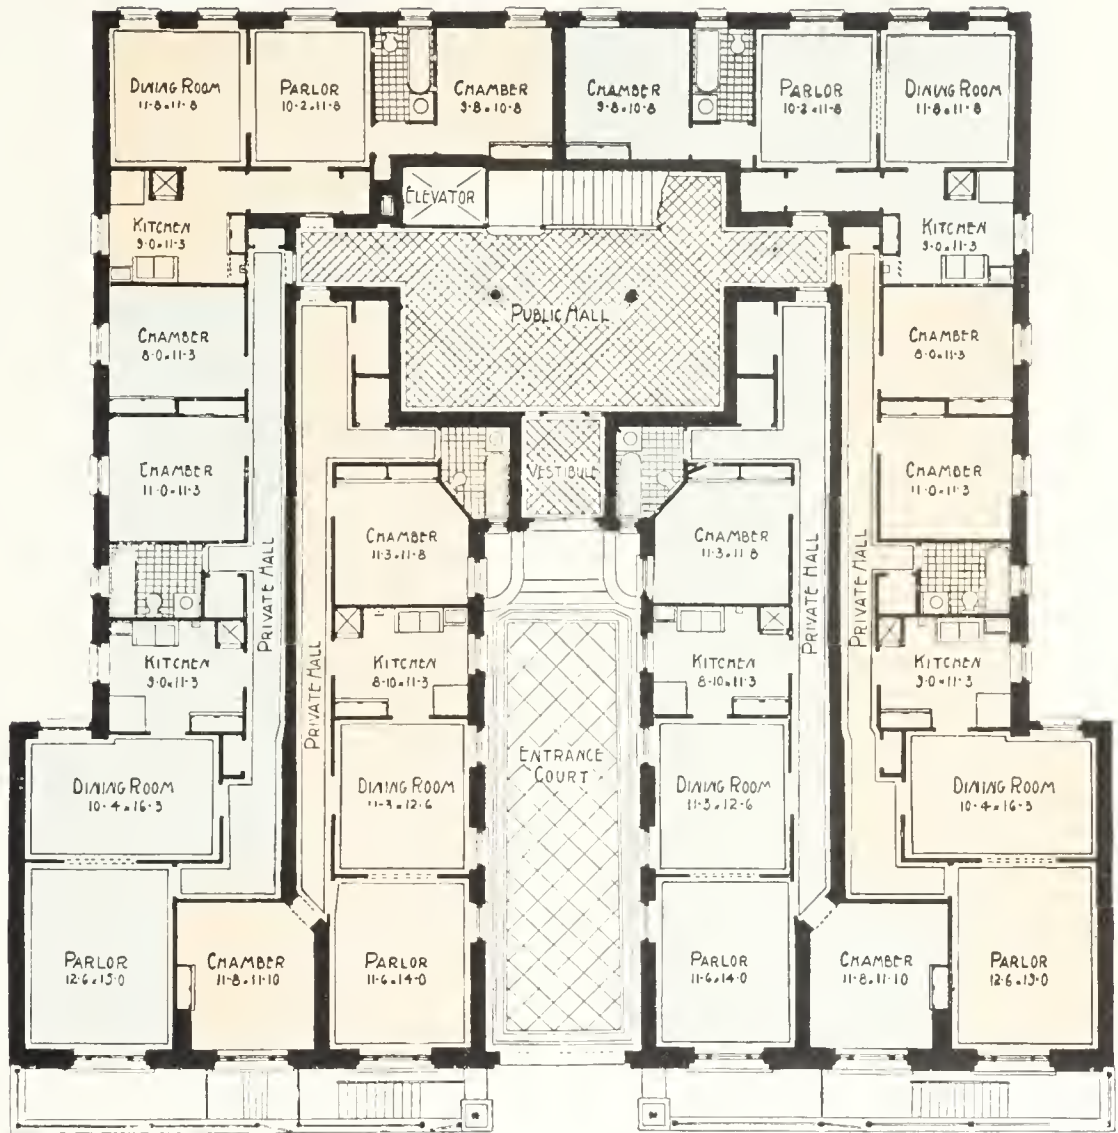 DINING ROOM
11-8×11-8
PARLOR
10-2×11-8
CHAMBER
9-8×10-8
CHAMBER
9-8×10-8
PARLOR
10-2×11-8
DINING ROOM
11-8×11-8
ELEVATOR
KITCHEN
9-0×11-3
KITCHEN
9-0×11-3
PUBLIC HALL
CHAMBER
8-0×11-3
CHAMBER
8-0×11-3
CHAMBER
11-0×11-3
VESTIBULE
CHAMBER
11-0×11-3
CHAMBER
11-3×11-8
CHAMBER
11-3×11-8
PRIVATE HALL
PRIVATE HALL
PRIVATE HALL
PRIVATE HALL
KITCHEN
9-0×11-3
KITCHEN
8-10×11-3
KITCHEN
8-10×11-3
KITCHEN
9-0×11-3
DINING ROOM
10-4×16-3
DINING ROOM
11-3×12-6
ENTRANCE
COURT
DINING ROOM
11-3×12-6
DINING ROOM
10-4×16-3
PARLOR
12-6×15-0
CHAMBER
11-8×11-10
PARLOR
11-6×14-0
PARLOR
11-6×14-0
CHAMBER
11-8×11-10
PARLOR
12-6×15-0